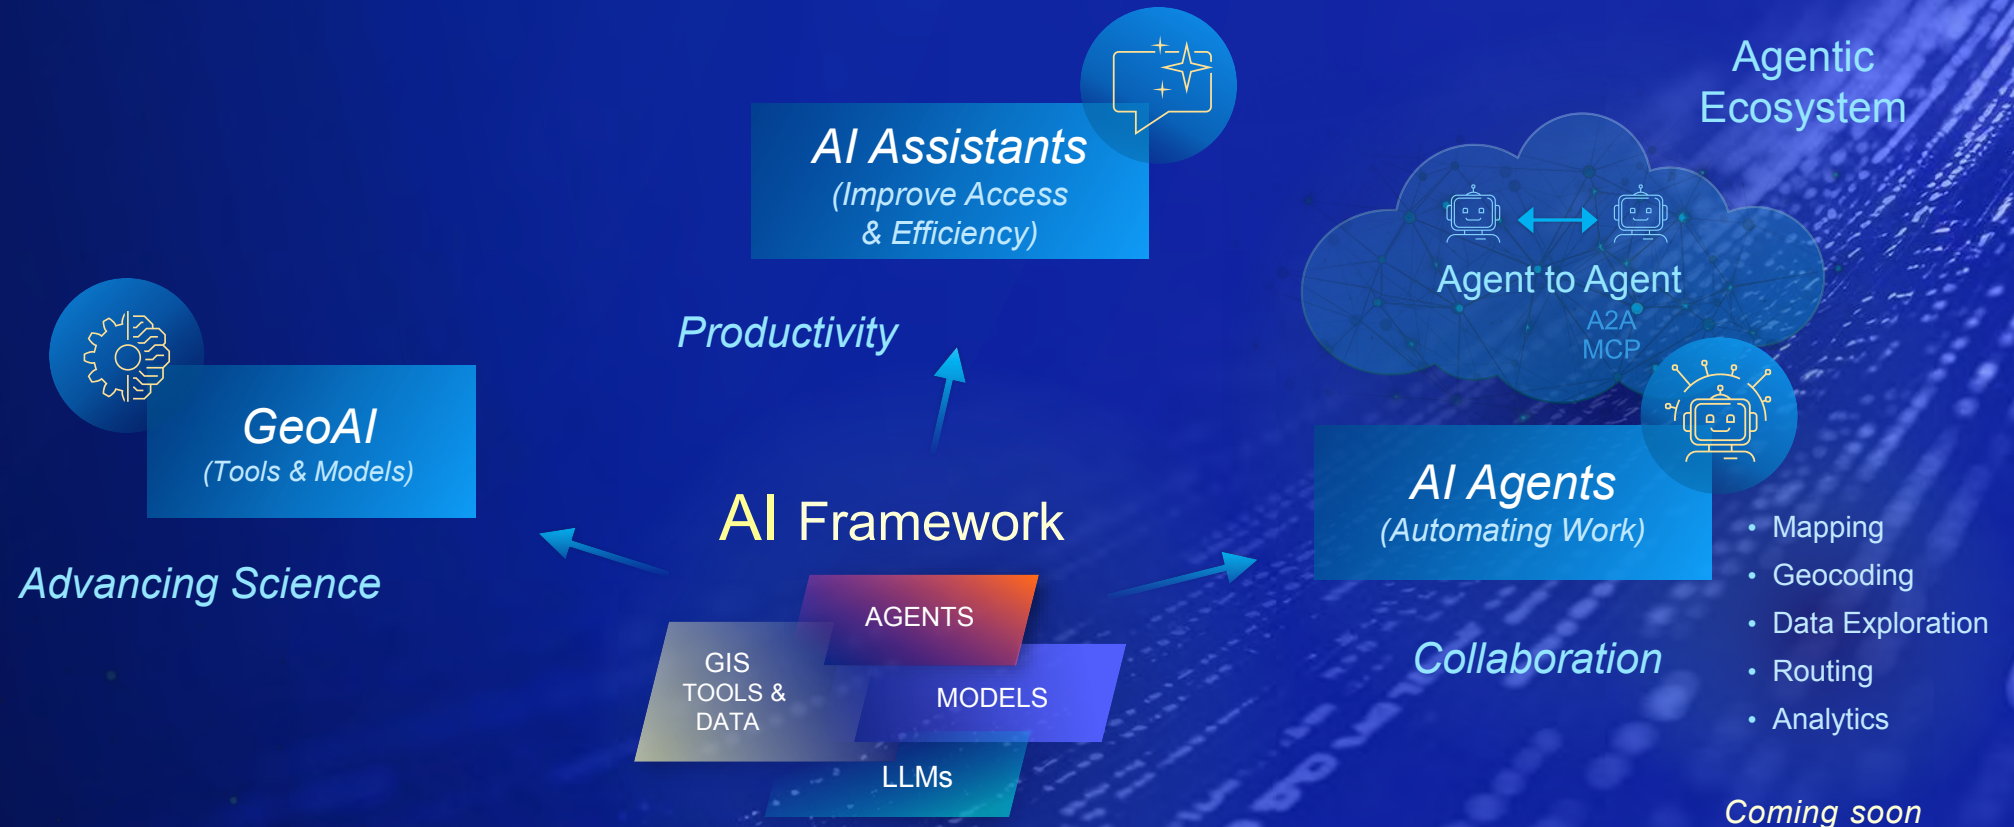 Agentic
Ecosystem
AI Assistants
(Improve Access
& Efficiency)
Agent to Agent
A2A
MCP
Productivity
GeoAI
(Tools & Models)
Advancing Science
AI Framework
AGENTS
GIS
TOOLS &
DATA
MODELS
LLMs
AI Agents
(Automating Work)
Collaboration
• Mapping
• Geocoding
• Data Exploration
• Routing
• Analytics
Coming soon